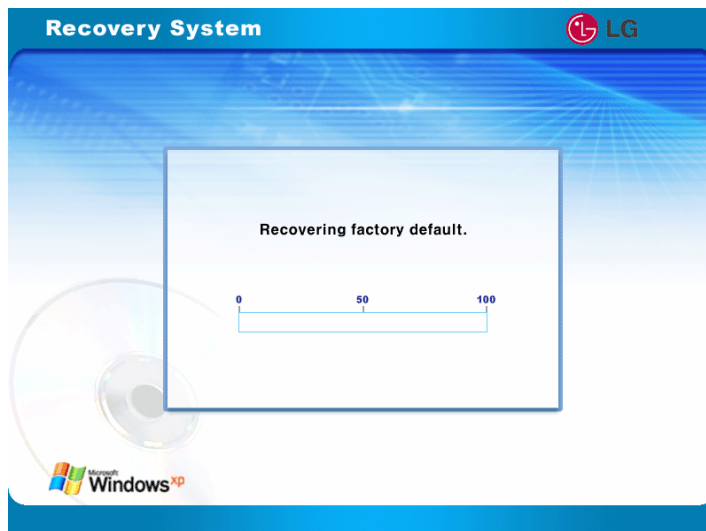 Recovery System
LG
Recovering factory default.
0 50 100
Microsoft
Windows xp